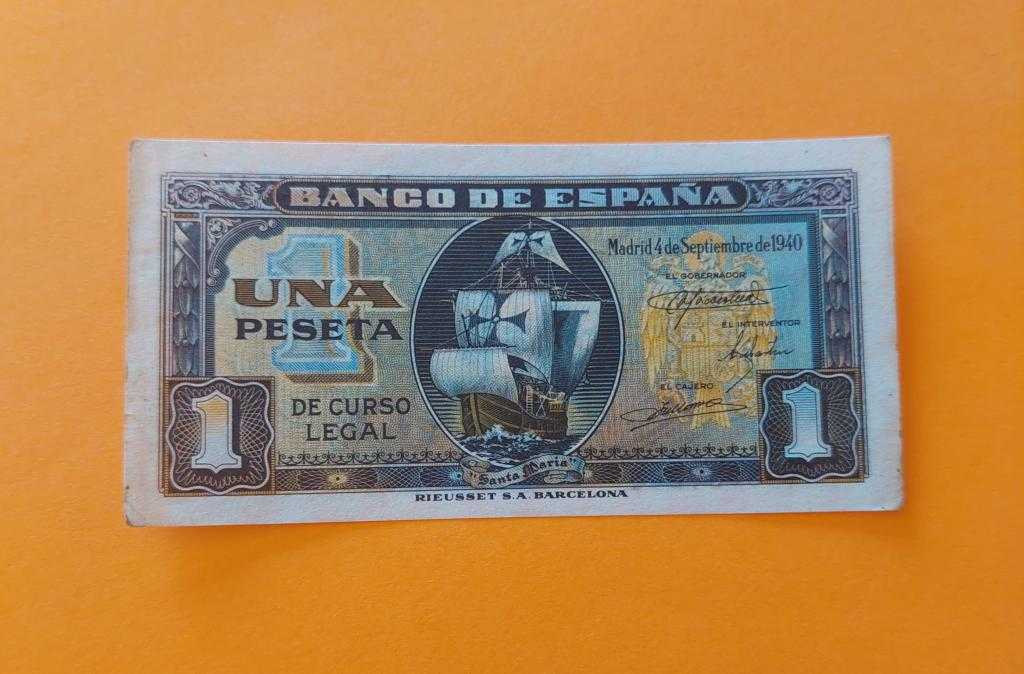 BANCO DE ESPAÑA
Madrid 4 de Septiembre de 1940
1
UNA
PESETA
DE CURSO
LEGAL
EL GOBERNADOR
EL INTERVENTOR
EL CAJERO
1
1
"Santa María"
RIEUSSET S.A. BARCELONA